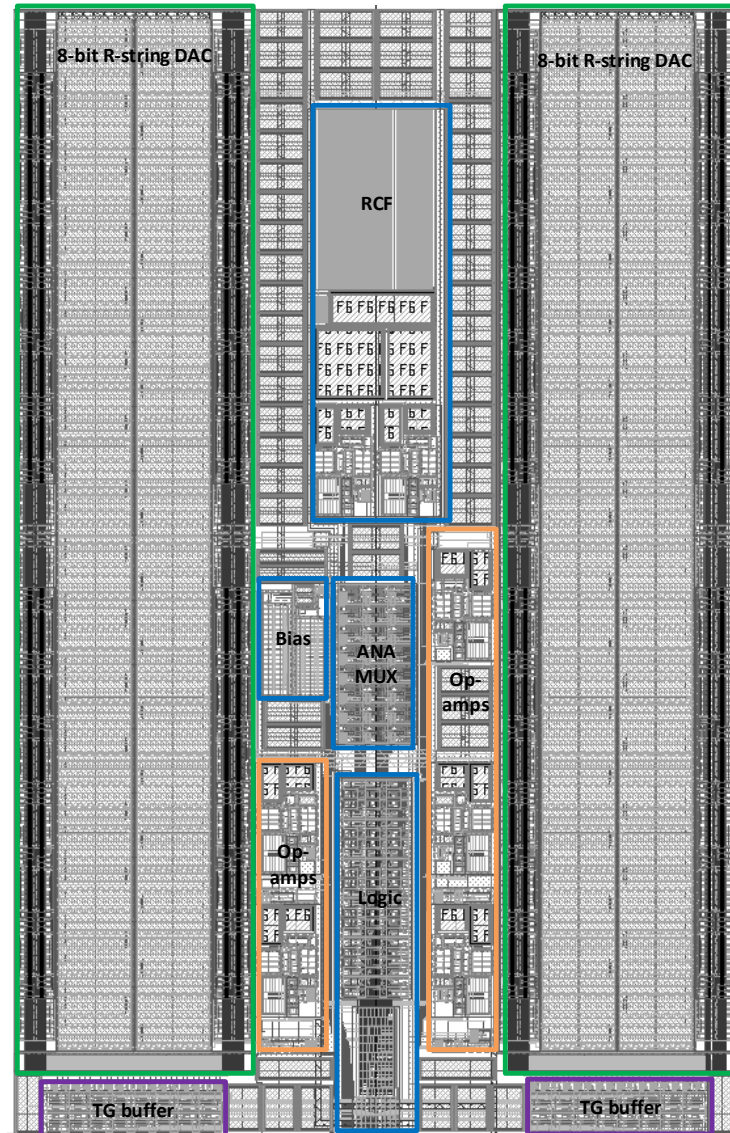 8-bit R-string DAC
8-bit R-string DAC
RCF
Bias
ANA
MUX
Op-
amps
Op-
amps
Logic
TG buffer
TG buffer